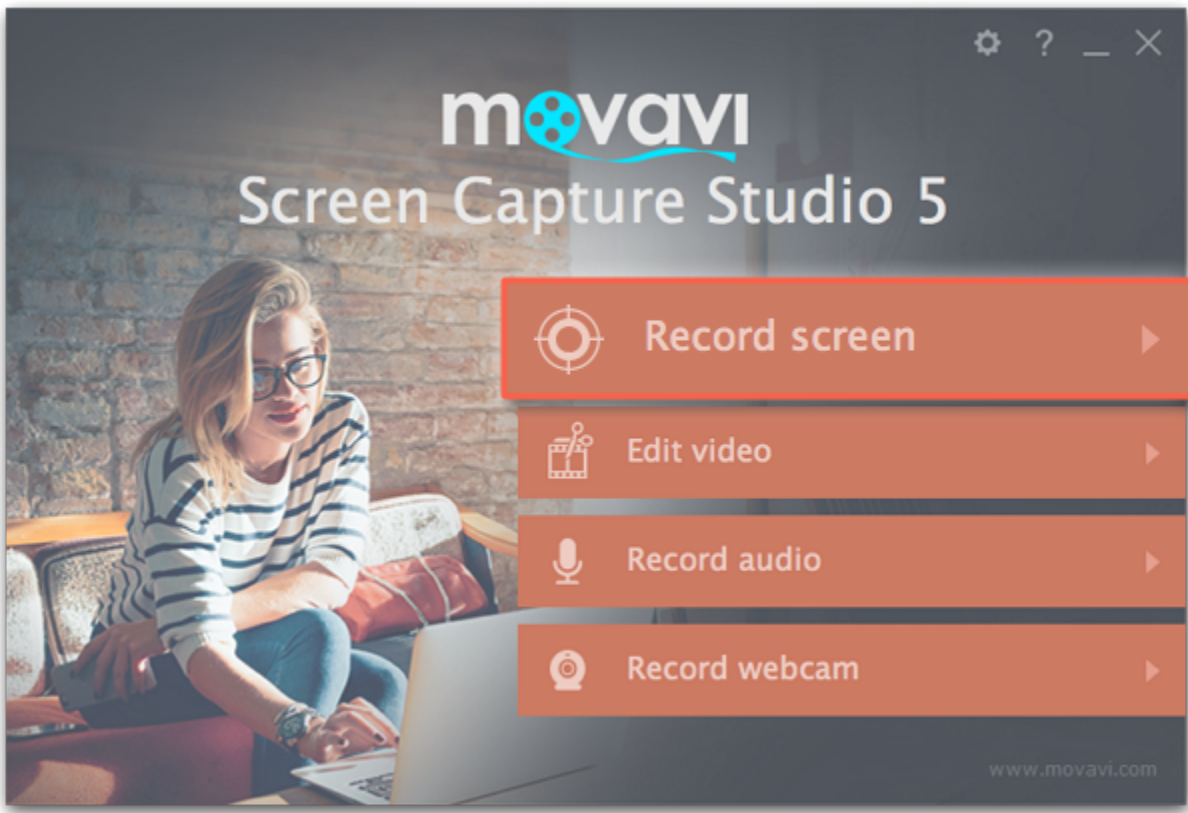 ?
movavi
Screen Capture Studio 5
Record screen
Edit video
Record audio
Record webcam
www.movavi.com